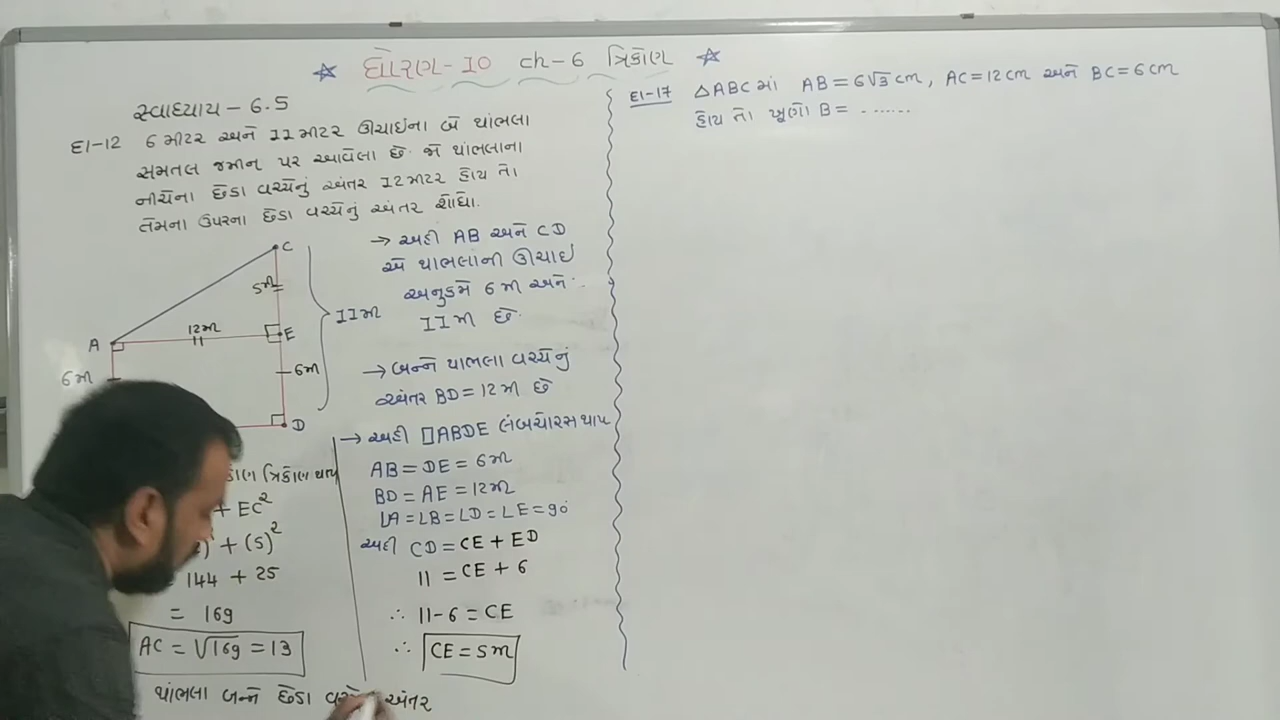 ધોરણ-10 ch-6 ત્રિકોણ
સ્વાધ્યાય-6.5
દા-12 6 મીટર અને 11 મીટર ઊંચાઈના બે થાંભલા
સમતલ જમીન પર આવેલા છે. જો થાંભલાના
નીચેના છેડા વચ્ચેનું અંતર 12 મીટર હોય તો
તેમના ઉપરના છેડા વચ્ચેનું અંતર શોધો.
C
5મી
12મી
A
E
6મી
6મી
11મી
D
→ અહી AB અને CD
એ થાંભલાની ઊંચાઈ
અનુક્રમે 6 મી અને
11 મી છે.
→ બન્ને થાંભલા વચ્ચેનું
અંતર BD = 12 મી છે
→ અહી □ABDE લંબચોરસ થાય
AB = DE = 6મી
BD = AE = 12મી
∠A = ∠B = ∠D = ∠E = 90
અહી CD = CE + ED
11 = CE + 6
∴ 11-6 = CE
∴ CE = 5m
ત્રિકોણ થાય
+ EC²
+ (5)²
= 144 + 25
= 169
AC = √169 = 13
થાંભલા બન્ને છેડા અંતર
દા-17 △ABC માં AB = 6√3 cm, AC = 12 cm અને BC = 6 cm
હોય તો ખૂણો B = .......